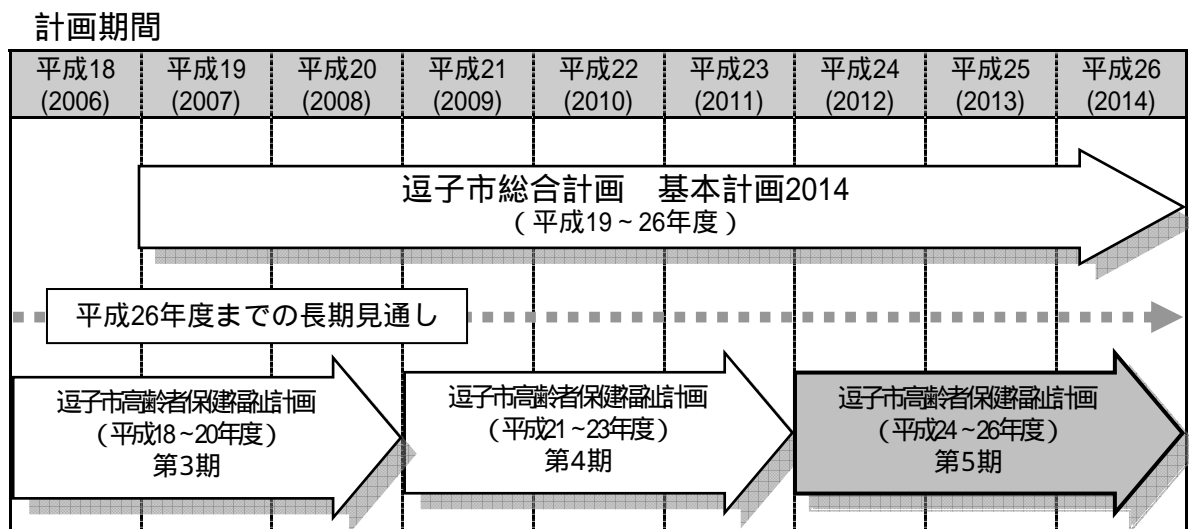 計画期間
平成18 平成19 平成20 平成21 平成22 平成23 平成24 平成25 平成26
(2006) (2007) (2008) (2009) (2010) (2011) (2012) (2013) (2014)
逗子市総合計画　基本計画2014
（平成19～26年度）
平成26年度までの長期見通し
逗子市高齢者保健福祉計画
（平成18～20年度）
第3期
逗子市高齢者保健福祉計画
（平成21～23年度）
第4期
逗子市高齢者保健福祉計画
（平成24～26年度）
第5期